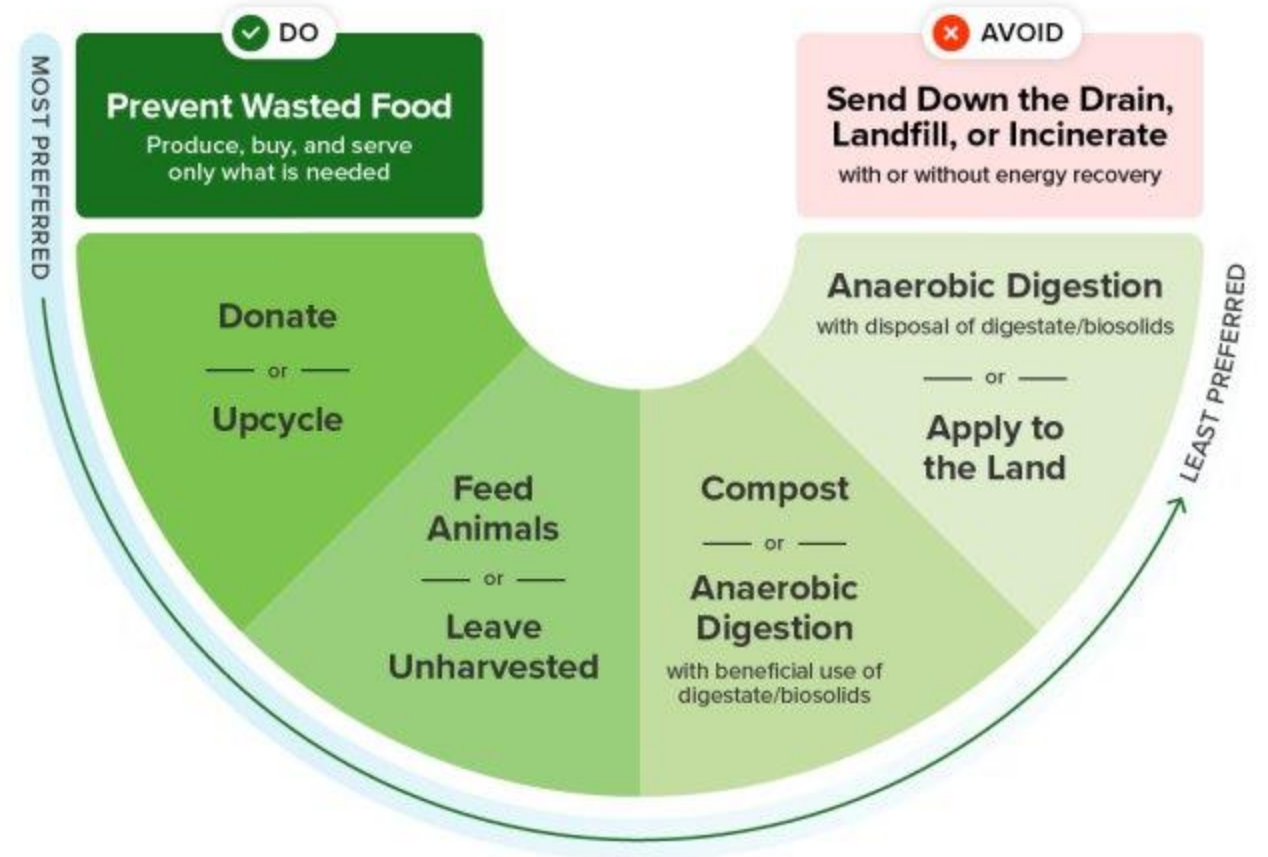 DO
Prevent Wasted Food
Produce, buy, and serve
only what is needed
AVOID
Send Down the Drain,
Landfill, or Incinerate
with or without energy recovery
MOST PREFERRED
Donate
or
Upcycle
Feed
Animals
or
Leave
Unharvested
Compost
or
Anaerobic
Digestion
with beneficial use of
digestate/biosolids
Anaerobic Digestion
with disposal of digestate/biosolids
or
Apply to
the Land
LEAST PREFERRED